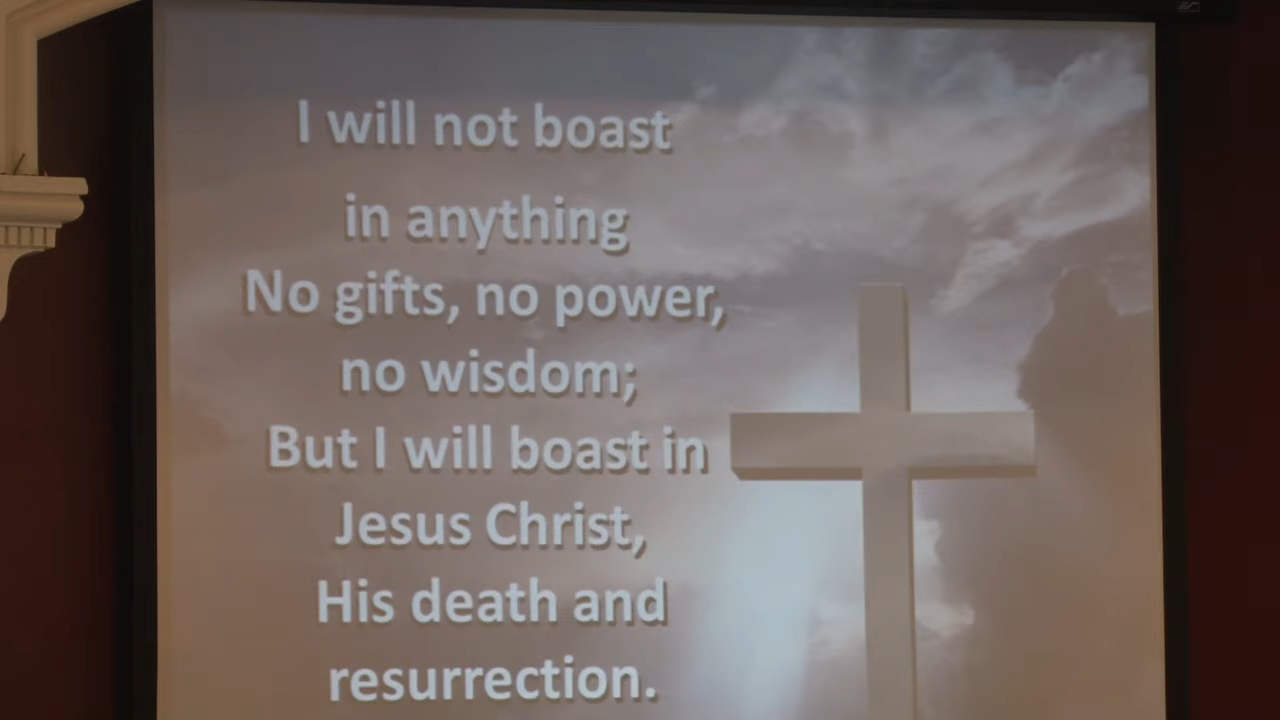 I will not boast
in anything
No gifts, no power,
no wisdom;
But I will boast in
Jesus Christ,
His death and
resurrection.